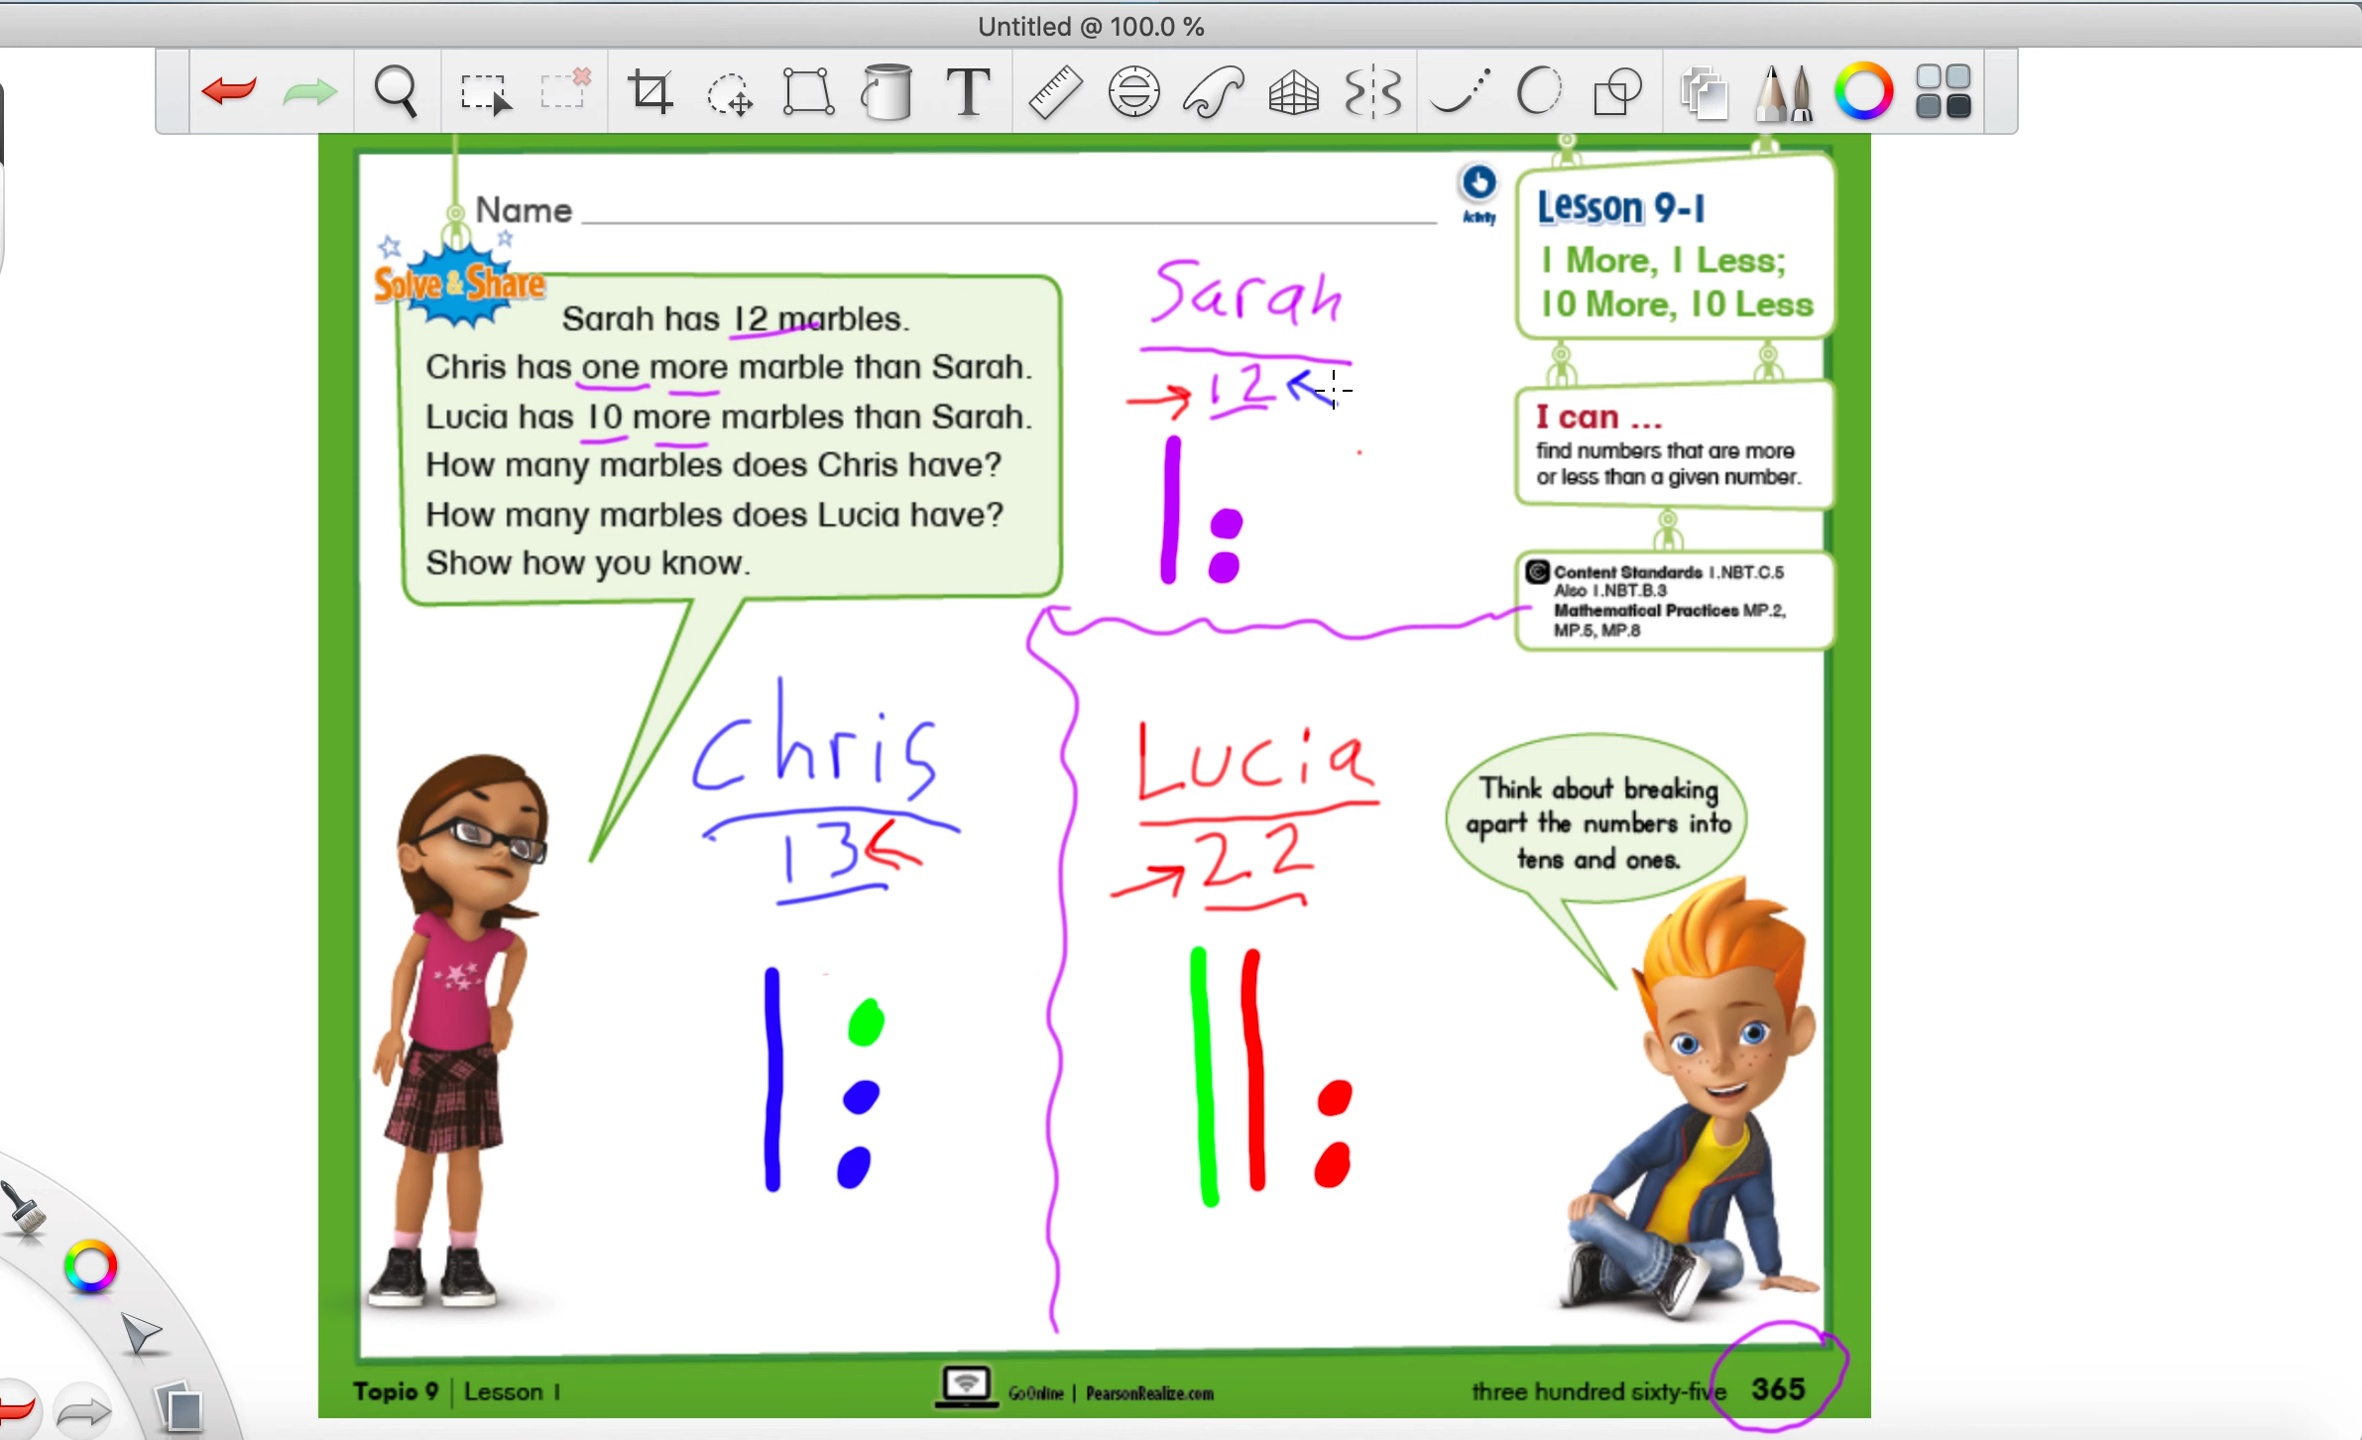 Untitled @ 100.0 %
Name
Activity
Lesson 9-1
1 More, 1 Less;
10 More, 10 Less
Solve & Share
Sarah has 12 marbles.
Chris has one more marble than Sarah.
Lucia has 10 more marbles than Sarah.
How many marbles does Chris have?
How many marbles does Lucia have?
Show how you know.
Sarah
12
I can ...
find numbers that are more
or less than a given number.
Content Standards 1.NBT.C.5
Also 1.NBT.B.3
Mathematical Practices MP.2,
MP.5, MP.8
Chris
13
Lucia
22
Think about breaking
apart the numbers into
tens and ones.
Topic 9 | Lesson 1
Go Online | PearsonRealize.com
three hundred sixty-five 365